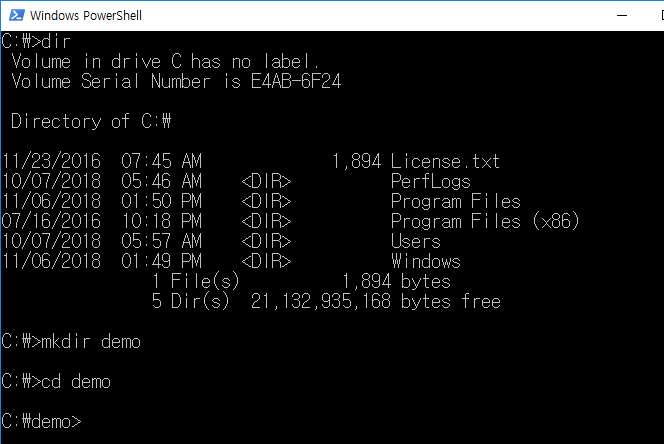 Windows PowerShell
C:₩>dir
 Volume in drive C has no label.
 Volume Serial Number is E4AB-6F24

 Directory of C:₩

11/23/2016  07:45 AM             1,894 License.txt
10/07/2018  05:46 AM    <DIR>          PerfLogs
11/06/2018  01:50 PM    <DIR>          Program Files
07/16/2016  10:18 PM    <DIR>          Program Files (x86)
10/07/2018  05:57 AM    <DIR>          Users
11/06/2018  01:49 PM    <DIR>          Windows
               1 File(s)          1,894 bytes
               5 Dir(s)  21,132,935,168 bytes free

C:₩>mkdir demo

C:₩>cd demo

C:₩demo>